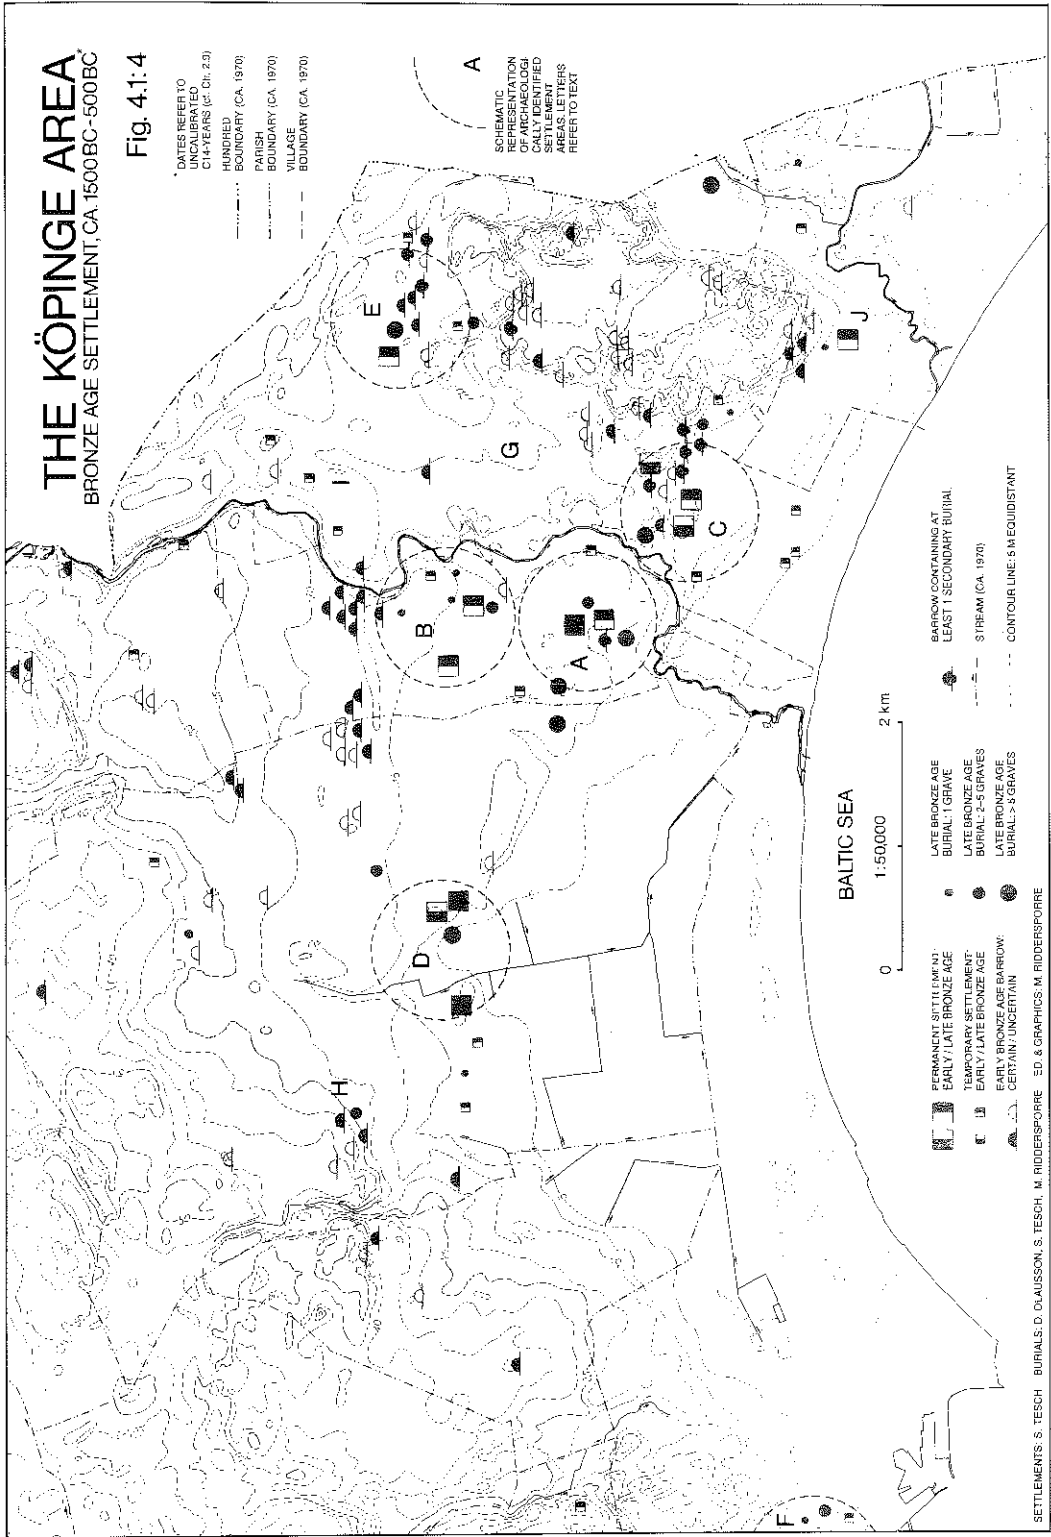 THE KÖPINGE AREA
BRONZE AGE SETTLEMENT, CA. 1500 BC–500 BC*
Fig. 4.1:4
* DATES REFER TO
UNCALIBRATED
C14-YEARS (cf. Ch. 2.3)
HUNDRED
BOUNDARY (CA. 1970)
PARISH
BOUNDARY (CA. 1970)
VILLAGE
BOUNDARY (CA. 1970)
A
SCHEMATIC
REPRESENTATION
OF ARCHAEOLOGI-
CALLY IDENTIFIED
SETTLEMENT
AREAS. LETTERS
REFER TO TEXT
E
G
I
B
A
C
J
D
H
F
BALTIC SEA
1:50,000
0
2 km
PERMANENT SETTLEMENT:
EARLY / LATE BRONZE AGE
TEMPORARY SETTLEMENT:
EARLY / LATE BRONZE AGE
EARLY BRONZE AGE BARROW:
CERTAIN / UNCERTAIN
LATE BRONZE AGE
BURIAL: 1 GRAVE
LATE BRONZE AGE
BURIAL: 2–5 GRAVES
LATE BRONZE AGE
BURIAL: > 5 GRAVES
BARROW CONTAINING AT
LEAST 1 SECONDARY BURIAL
STREAM (CA. 1970)
CONTOUR LINE: 5 M EQUIDISTANT
SETTLEMENTS: S. TESCH BURIALS: D. OLAUSSON, S. TESCH, M. RIDDERSPORRE ED. & GRAPHICS: M. RIDDERSPORRE